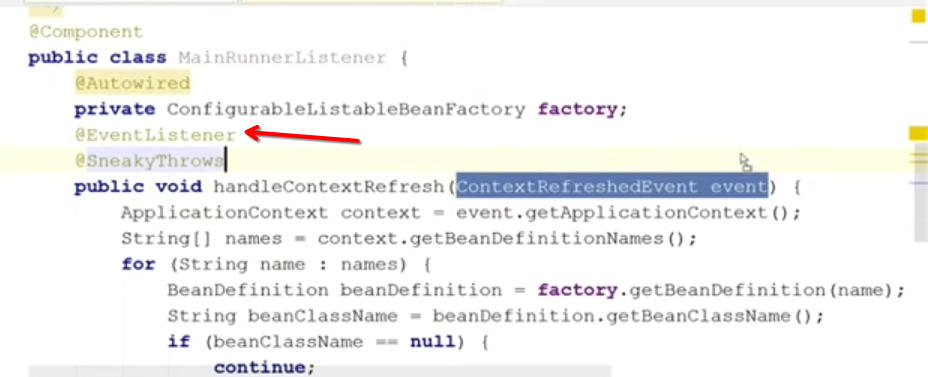 @Component
public class MainRunnerListener {
@Autowired
private ConfigurableListableBeanFactory factory;
@EventListener
@SneakyThrows
public void handleContextRefresh(ContextRefreshedEvent event) {
ApplicationContext context = event.getApplicationContext();
String[] names = context.getBeanDefinitionNames();
for (String name : names) {
BeanDefinition beanDefinition = factory.getBeanDefinition(name);
String beanClassName = beanDefinition.getBeanClassName();
if (beanClassName == null) {
continue;